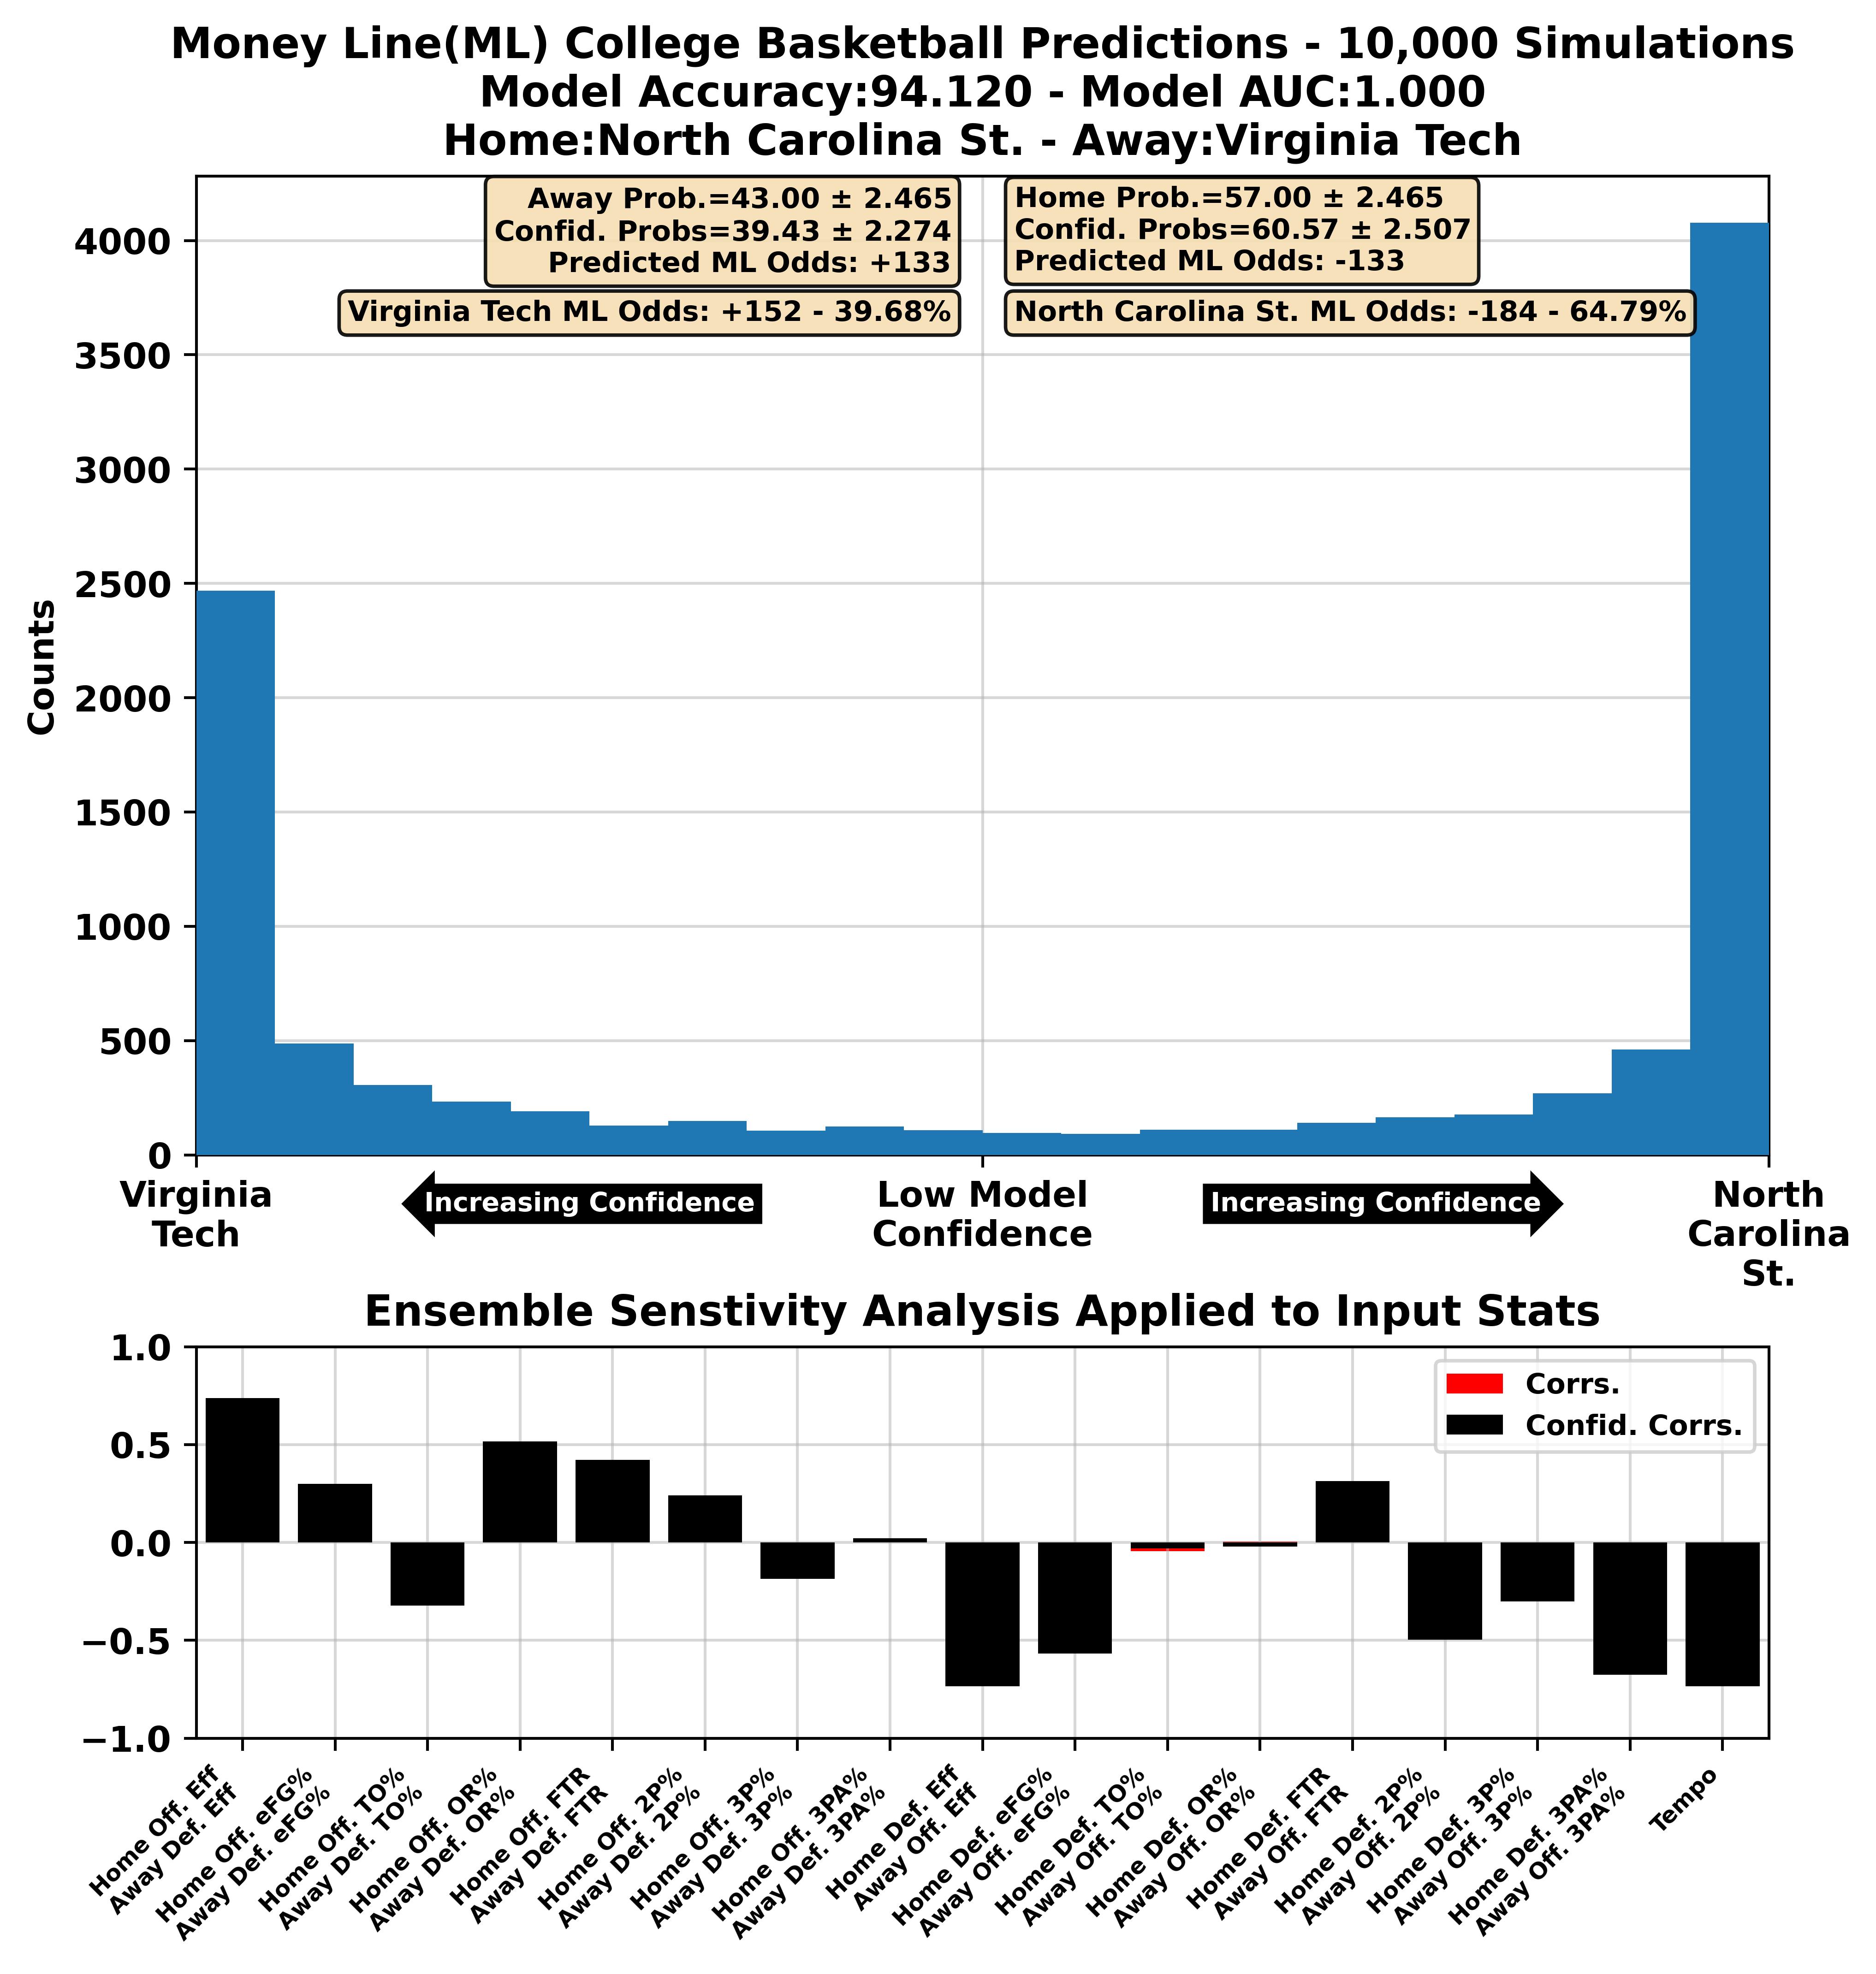 Money Line(ML) College Basketball Predictions - 10,000 Simulations
Model Accuracy:94.120 - Model AUC:1.000
Home:North Carolina St. - Away:Virginia Tech
Away Prob.=43.00 ± 2.465
Confid. Probs=39.43 ± 2.274
Predicted ML Odds: +133
Virginia Tech ML Odds: +152 - 39.68%
Home Prob.=57.00 ± 2.465
Confid. Probs=60.57 ± 2.507
Predicted ML Odds: -133
North Carolina St. ML Odds: -184 - 64.79%
Counts
4000
3500
3000
2500
2000
1500
1000
500
0
Virginia
Tech
Increasing Confidence
Low Model
Confidence
Increasing Confidence
North
Carolina
St.
Ensemble Senstivity Analysis Applied to Input Stats
1.0
0.5
0.0
−0.5
−1.0
Corrs.
Confid. Corrs.
Home Off. Eff
Away Def. Eff
Home Off. eFG%
Away Def. eFG%
Home Off. TO%
Away Def. TO%
Home Off. OR%
Away Def. OR%
Home Off. FTR
Away Def. FTR
Home Off. 2P%
Away Def. 2P%
Home Off. 3P%
Away Def. 3P%
Home Off. 3PA%
Away Def. 3PA%
Home Def. Eff
Away Off. Eff
Home Def. eFG%
Away Off. eFG%
Home Def. TO%
Away Off. TO%
Home Def. OR%
Away Off. OR%
Home Def. FTR
Away Off. FTR
Home Def. 2P%
Away Off. 2P%
Home Def. 3P%
Away Off. 3P%
Home Def. 3PA%
Away Off. 3PA%
Tempo